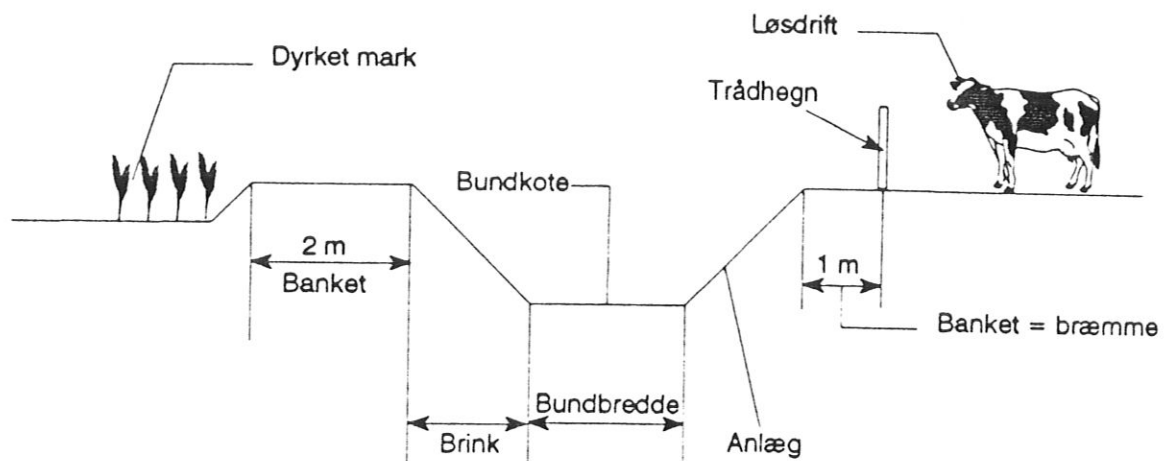 Løsdrift
Dyrket mark
Trådhegn
Bundkote
2 m
Banket
1 m
Banket = bræmme
Bundbredde
Brink
Anlæg